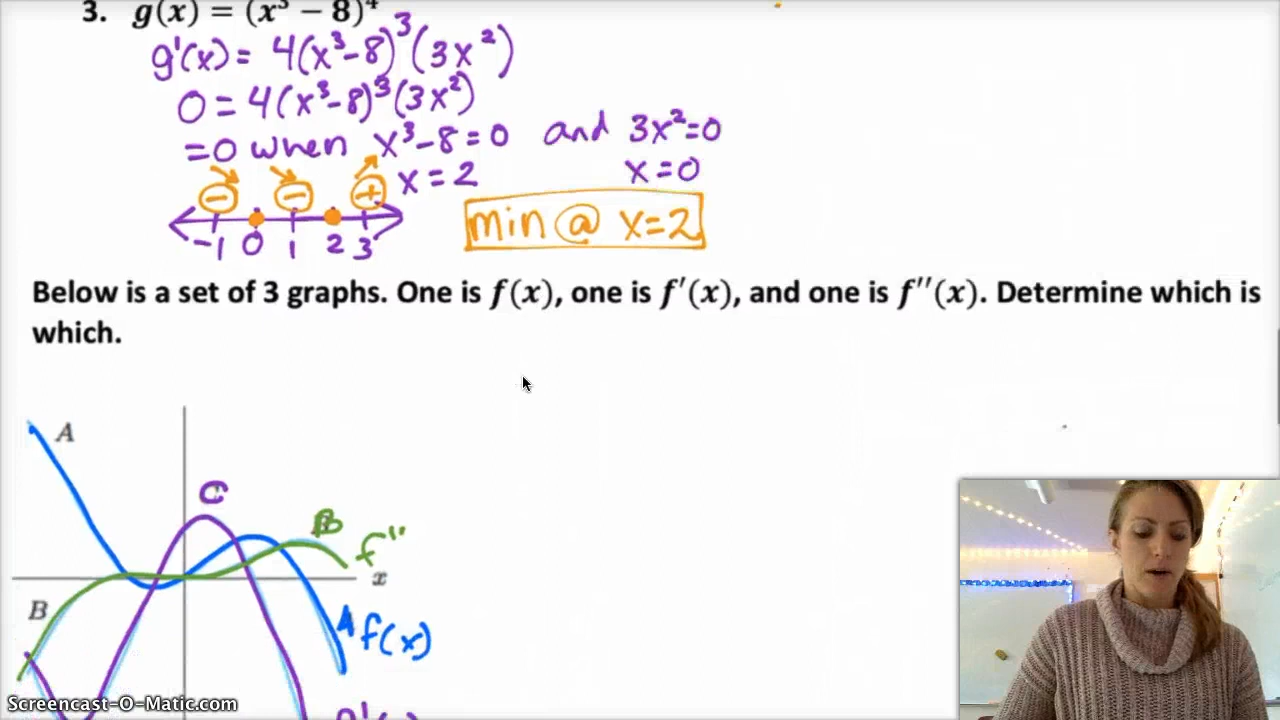 3. g(x) = (x³ − 8)⁴
g'(x) = 4(x³-8)³(3x²)
0 = 4(x³-8)³(3x²)
=0 when x³-8=0 and 3x²=0
x=2 x=0
− − +
-1 0 1 2 3
min @ x=2
Below is a set of 3 graphs. One is f(x), one is f′(x), and one is f′′(x). Determine which is
which.
A
C
B f''
x
B
A f(x)
Screencast-O-Matic.com